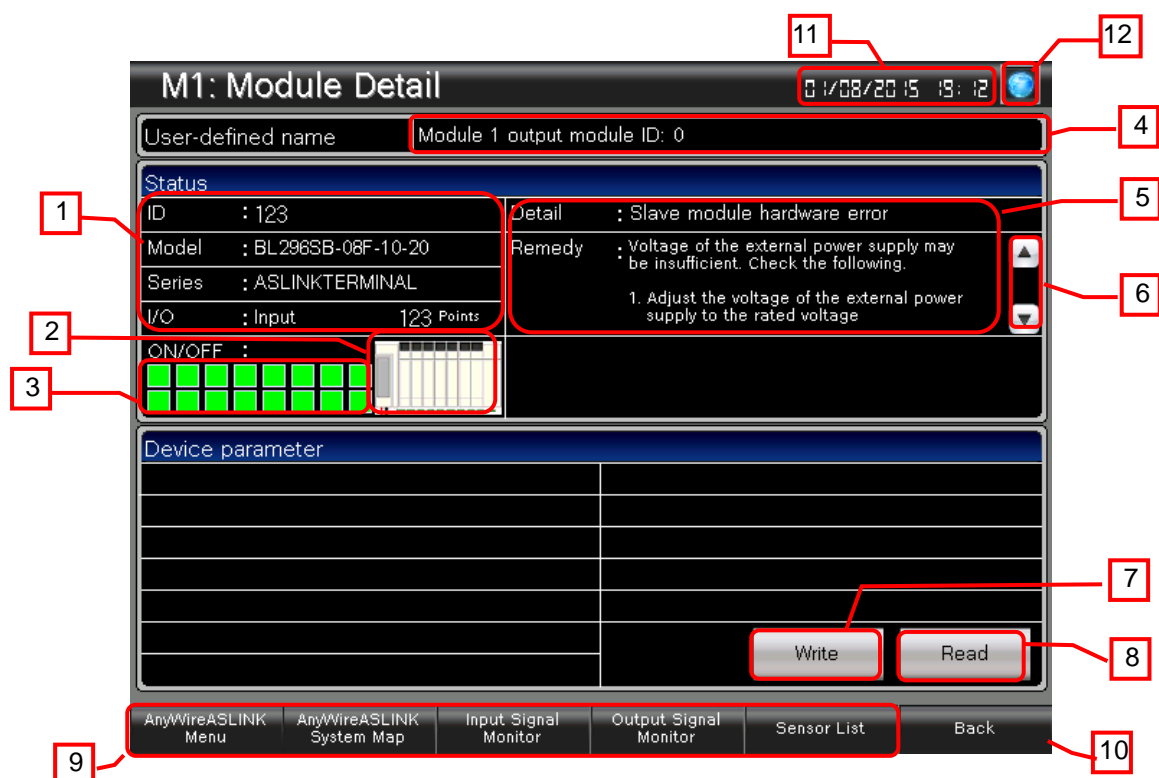 11
12
M1: Module Detail
01/08/2015 19:12
User-defined name
Module 1 output module ID: 0
4
Status
1
ID : 123
Detail : Slave module hardware error
5
Model : BL296SB-08F-10-20
Remedy : Voltage of the external power supply may
be insufficient. Check the following.
Series : ASLINKTERMINAL
1. Adjust the voltage of the external power
supply to the rated voltage
6
I/O : Input 123 Points
2
ON/OFF :
3
Device parameter
7
Write
Read
8
AnyWireASLINK
Menu
AnyWireASLINK
System Map
Input Signal
Monitor
Output Signal
Monitor
Sensor List
Back
9
10